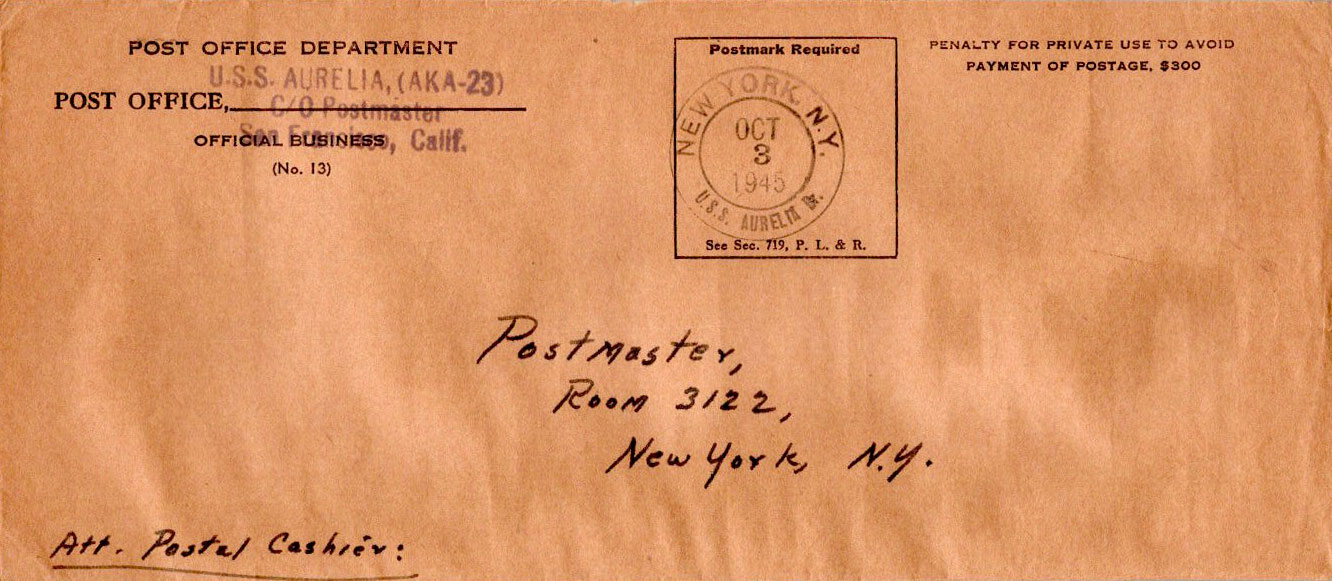 POST OFFICE DEPARTMENT
U.S.S. AURELIA, (AKA-23)
POST OFFICE,
C/O Postmaster
San Francisco, Calif.
OFFICIAL BUSINESS
(No. 13)
Postmark Required
NEW YORK, N.Y.
OCT
3
1945
U.S.S. AURELIA Br.
See Sec. 719, P. L. & R.
PENALTY FOR PRIVATE USE TO AVOID
PAYMENT OF POSTAGE, $300
Postmaster,
Room 3122,
New York, N.Y.
Att. Postal Cashier: